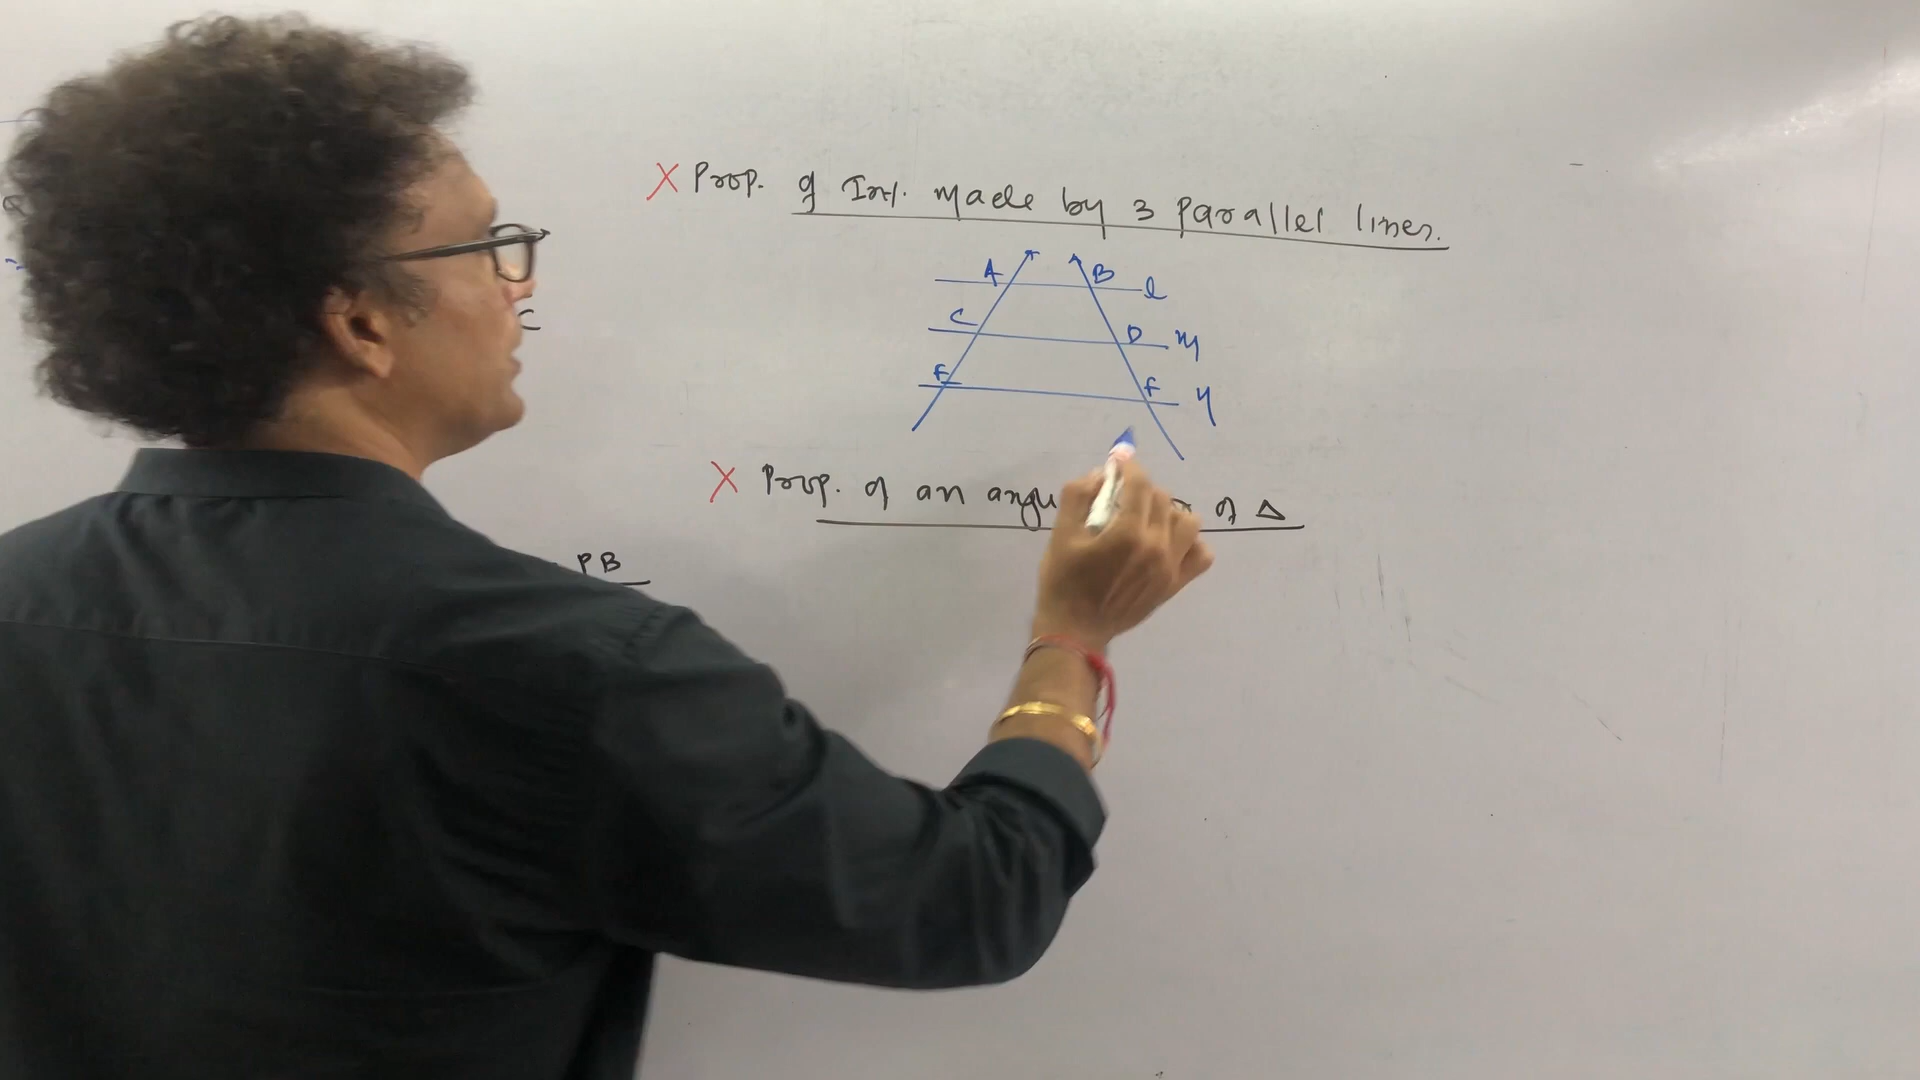 X Prop. of Int. made by 3 parallel lines.
A B l
C D m
F F
X Prop. of an angu of Δ
PB
C